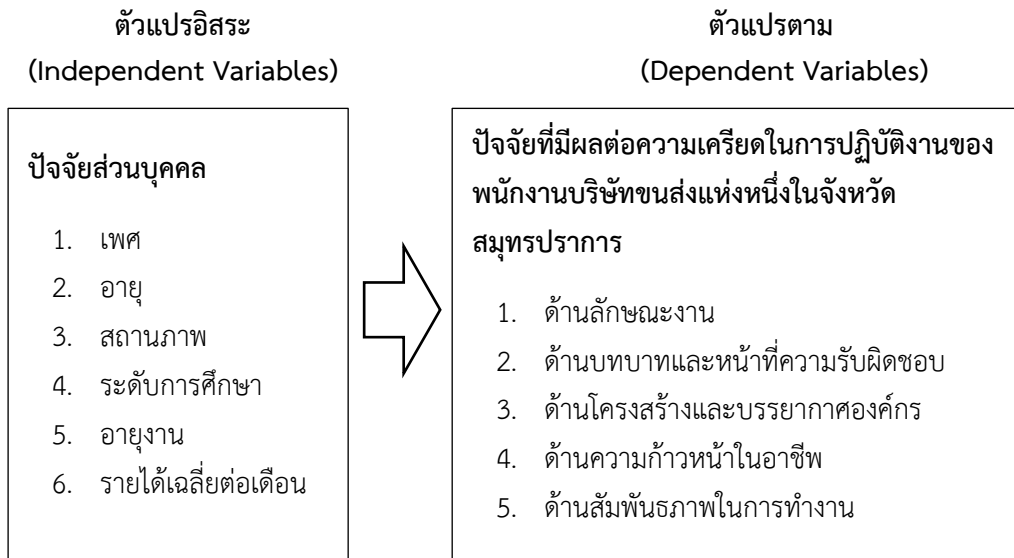 ตัวแปรอิสระ
(Independent Variables)
ปัจจัยส่วนบุคคล
1. เพศ
2. อายุ
3. สถานภาพ
4. ระดับการศึกษา
5. อายุงาน
6. รายได้เฉลี่ยต่อเดือน
ตัวแปรตาม
(Dependent Variables)
ปัจจัยที่มีผลต่อความเครียดในการปฏิบัติงานของ
พนักงานบริษัทขนส่งแห่งหนึ่งในจังหวัด
สมุทรปราการ
1. ด้านลักษณะงาน
2. ด้านบทบาทและหน้าที่ความรับผิดชอบ
3. ด้านโครงสร้างและบรรยากาศองค์กร
4. ด้านความก้าวหน้าในอาชีพ
5. ด้านสัมพันธภาพในการทำงาน